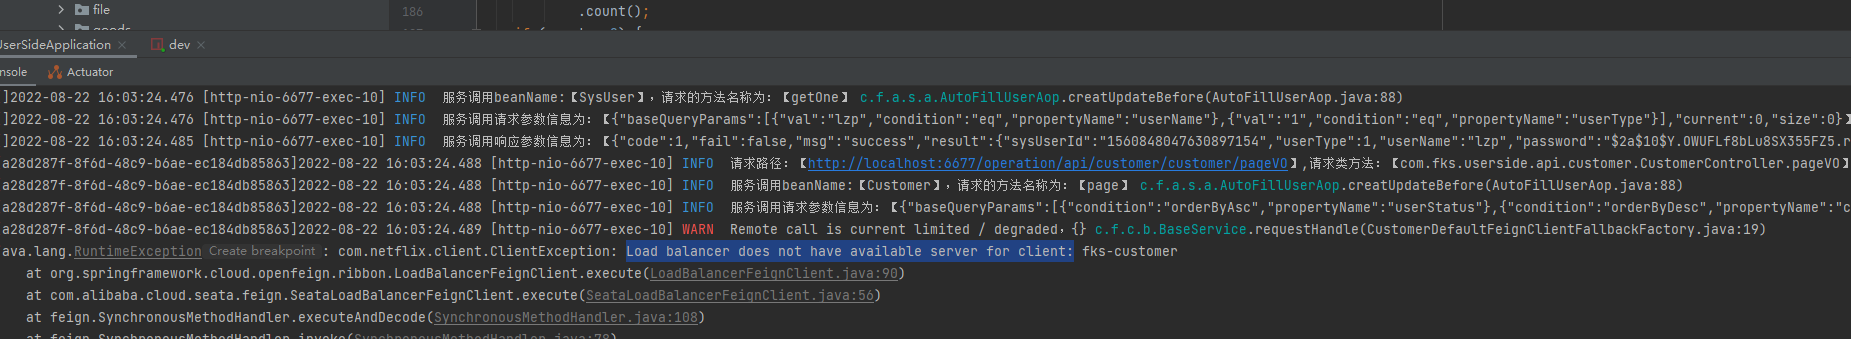 file
186
.count();
goods
UserSideApplication
dev
nsole
Actuator
]2022-08-22 16:03:24.476 [http-nio-6677-exec-10] INFO 服务调用beanName:【SysUser】，请求的方法名称为:【getOne】 c.f.a.s.a.AutoFillUserAop.creatUpdateBefore(AutoFillUserAop.java:88)
]2022-08-22 16:03:24.476 [http-nio-6677-exec-10] INFO 服务调用请求参数信息为:【{"baseQueryParams":[{"val":"lzp","condition":"eq","propertyName":"userName"},{"val":"1","condition":"eq","propertyName":"userType"}],"current":0,"size":0}】
]2022-08-22 16:03:24.485 [http-nio-6677-exec-10] INFO 服务调用响应参数信息为:【{"code":1,"fail":false,"msg":"success","result":{"sysUserId":"1560848047630897154","userType":1,"userName":"lzp","password":"$2a$10$Y.OWUFLf8bLu8SX355FZ5.r
a28d287f-8f6d-48c9-b6ae-ec184db85863]2022-08-22 16:03:24.488 [http-nio-6677-exec-10] INFO 请求路径:【http://localhost:6677/operation/api/customer/customer/pageVO】,请求类方法:【com.fks.userside.api.customer.CustomerController.pageVO】
a28d287f-8f6d-48c9-b6ae-ec184db85863]2022-08-22 16:03:24.488 [http-nio-6677-exec-10] INFO 服务调用beanName:【Customer】，请求的方法名称为:【page】 c.f.a.s.a.AutoFillUserAop.creatUpdateBefore(AutoFillUserAop.java:88)
a28d287f-8f6d-48c9-b6ae-ec184db85863]2022-08-22 16:03:24.488 [http-nio-6677-exec-10] INFO 服务调用请求参数信息为:【{"baseQueryParams":[{"condition":"orderByAsc","propertyName":"userStatus"},{"condition":"orderByDesc","propertyName":"c
a28d287f-8f6d-48c9-b6ae-ec184db85863]2022-08-22 16:03:24.489 [http-nio-6677-exec-10] WARN Remote call is current limited / degraded，{} c.f.c.b.BaseService.requestHandle(CustomerDefaultFeignClientFallbackFactory.java:19)
ava.lang.RuntimeException Create breakpoint : com.netflix.client.ClientException: Load balancer does not have available server for client: fks-customer
at org.springframework.cloud.openfeign.ribbon.LoadBalancerFeignClient.execute(LoadBalancerFeignClient.java:90)
at com.alibaba.cloud.seata.feign.SeataLoadBalancerFeignClient.execute(SeataLoadBalancerFeignClient.java:56)
at feign.SynchronousMethodHandler.executeAndDecode(SynchronousMethodHandler.java:108)
at feign.SynchronousMethodHandler.invoke(SynchronousMethodHandler.java:78)